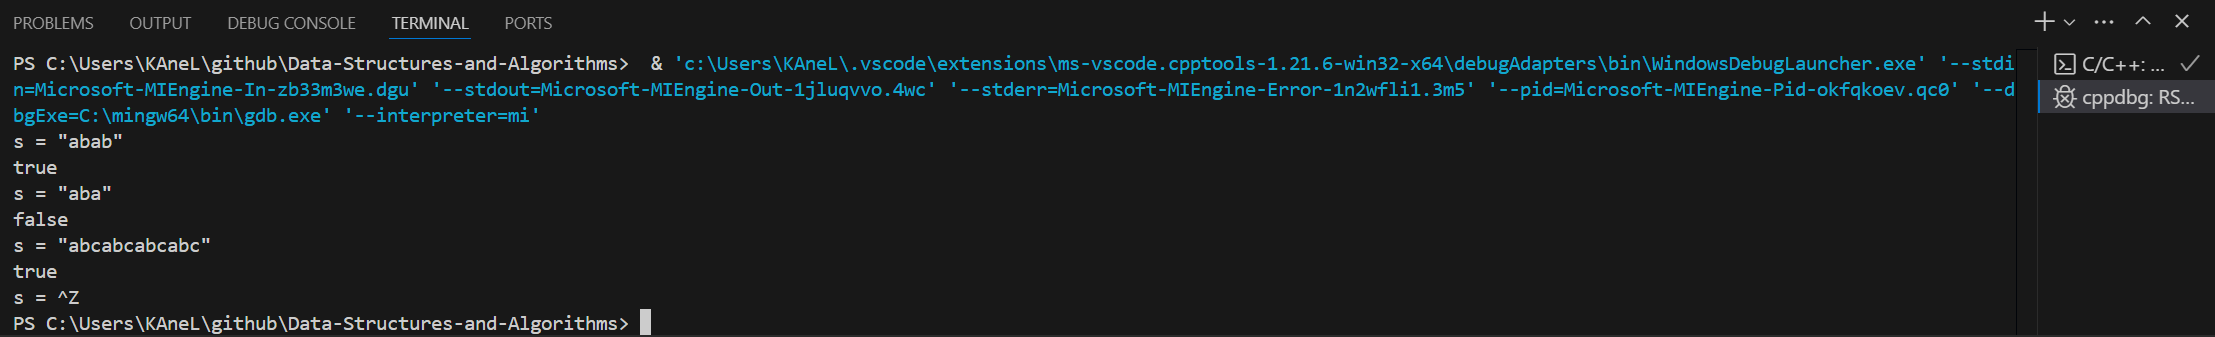 PROBLEMS OUTPUT DEBUG CONSOLE TERMINAL PORTS
PS C:\Users\KAneL\github\Data-Structures-and-Algorithms>  & 'c:\Users\KAneL\.vscode\extensions\ms-vscode.cpptools-1.21.6-win32-x64\debugAdapters\bin\WindowsDebugLauncher.exe' '--stdi
n=Microsoft-MIEngine-In-zb33m3we.dgu' '--stdout=Microsoft-MIEngine-Out-1jluqvvo.4wc' '--stderr=Microsoft-MIEngine-Error-1n2wfli1.3m5' '--pid=Microsoft-MIEngine-Pid-okfqkoev.qc0' '--d
bgExe=C:\mingw64\bin\gdb.exe' '--interpreter=mi'
s = "abab"
true
s = "aba"
false
s = "abcabcabcabc"
true
s = ^Z
PS C:\Users\KAneL\github\Data-Structures-and-Algorithms>
C/C++: ...
cppdbg: RS...